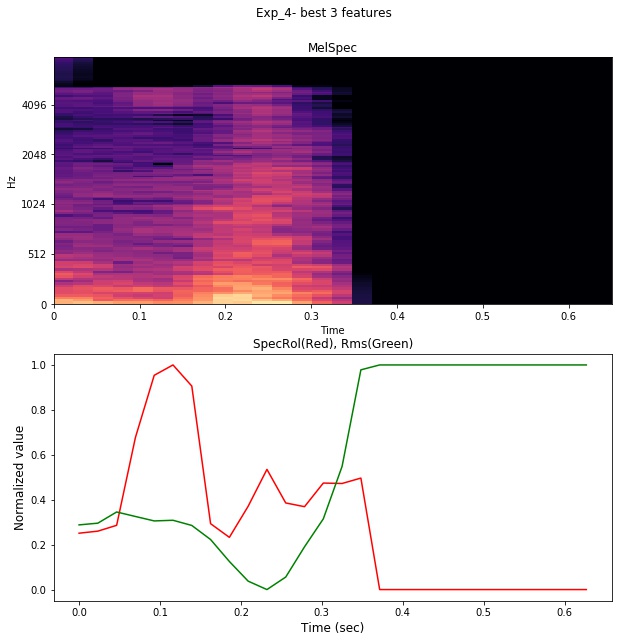 Exp_4- best 3 features
MelSpec
4096
2048
1024
512
0
Hz
0 0.1 0.2 0.3 0.4 0.5 0.6
Time
SpecRol(Red), Rms(Green)
1.0
0.8
0.6
0.4
0.2
0.0
Normalized value
0.0 0.1 0.2 0.3 0.4 0.5 0.6
Time (sec)